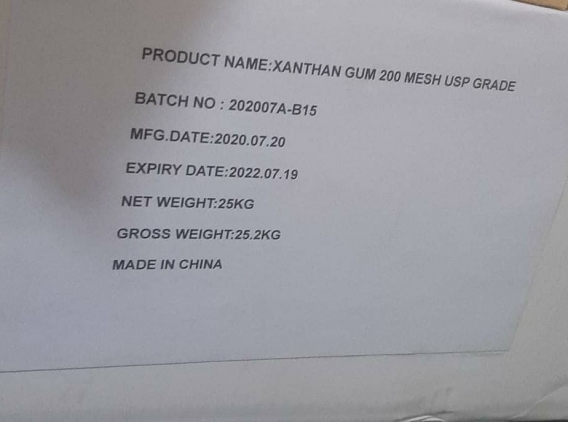 PRODUCT NAME:XANTHAN GUM 200 MESH USP GRADE
BATCH NO : 202007A-B15
MFG.DATE:2020.07.20
EXPIRY DATE:2022.07.19
NET WEIGHT:25KG
GROSS WEIGHT:25.2KG
MADE IN CHINA